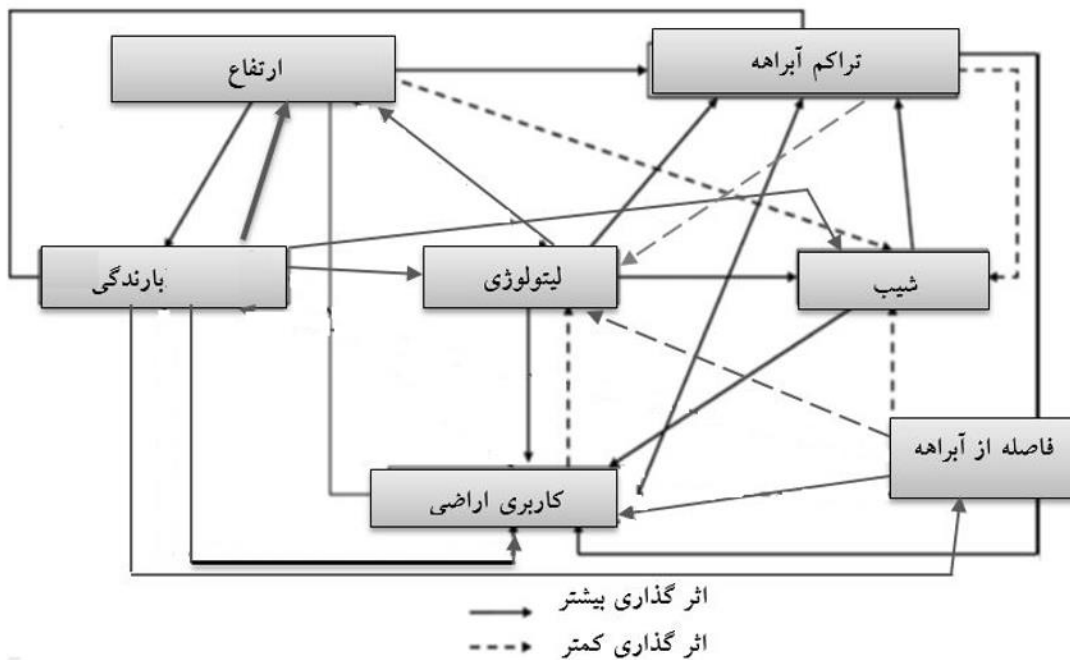 تراکم آبراهه
ارتفاع
بارندگی
لیتولوژی
شیب
فاصله از آبراهه
کاربری اراضی
اثر گذاری بیشتر
اثر گذاری کمتر